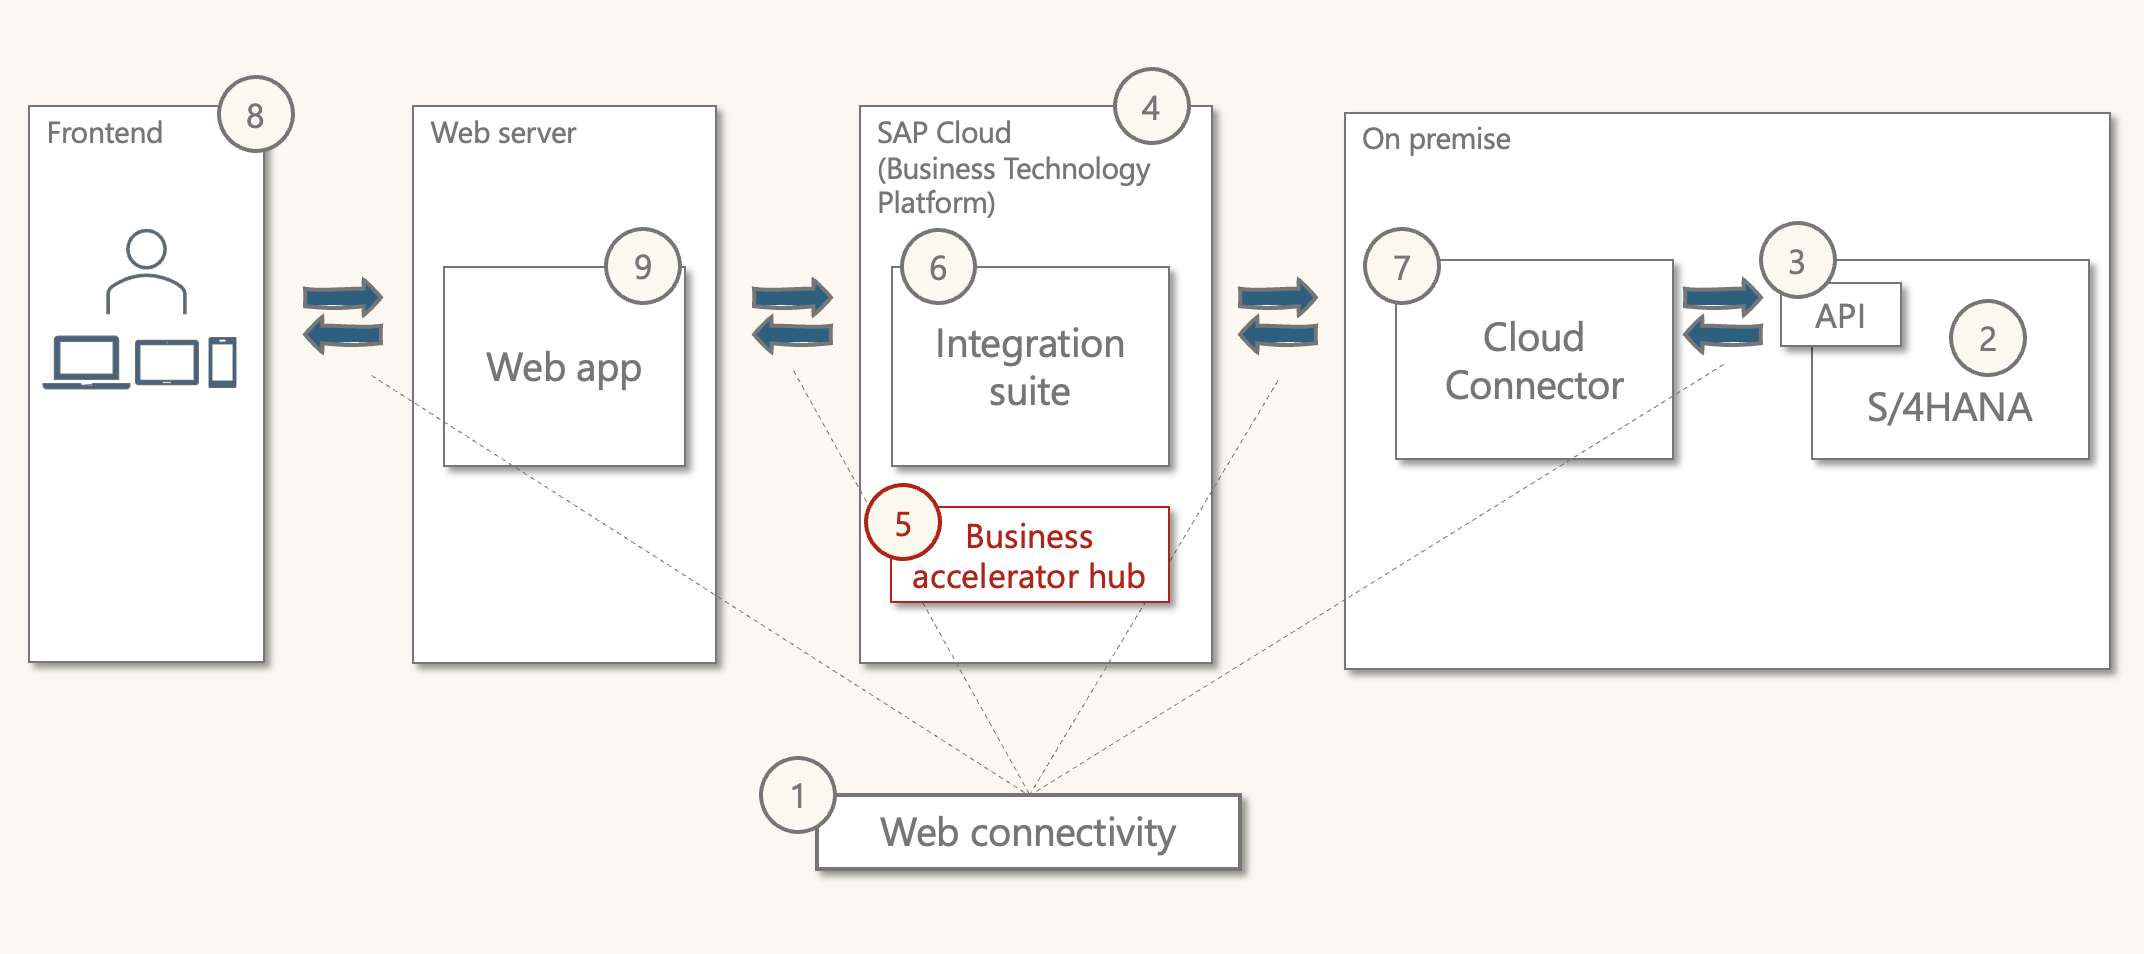 Frontend
8
Web server
9
Web app
4
SAP Cloud
(Business Technology
Platform)
6
Integration
suite
5
Business
accelerator hub
On premise
7
Cloud
Connector
3
API
2
S/4HANA
1
Web connectivity